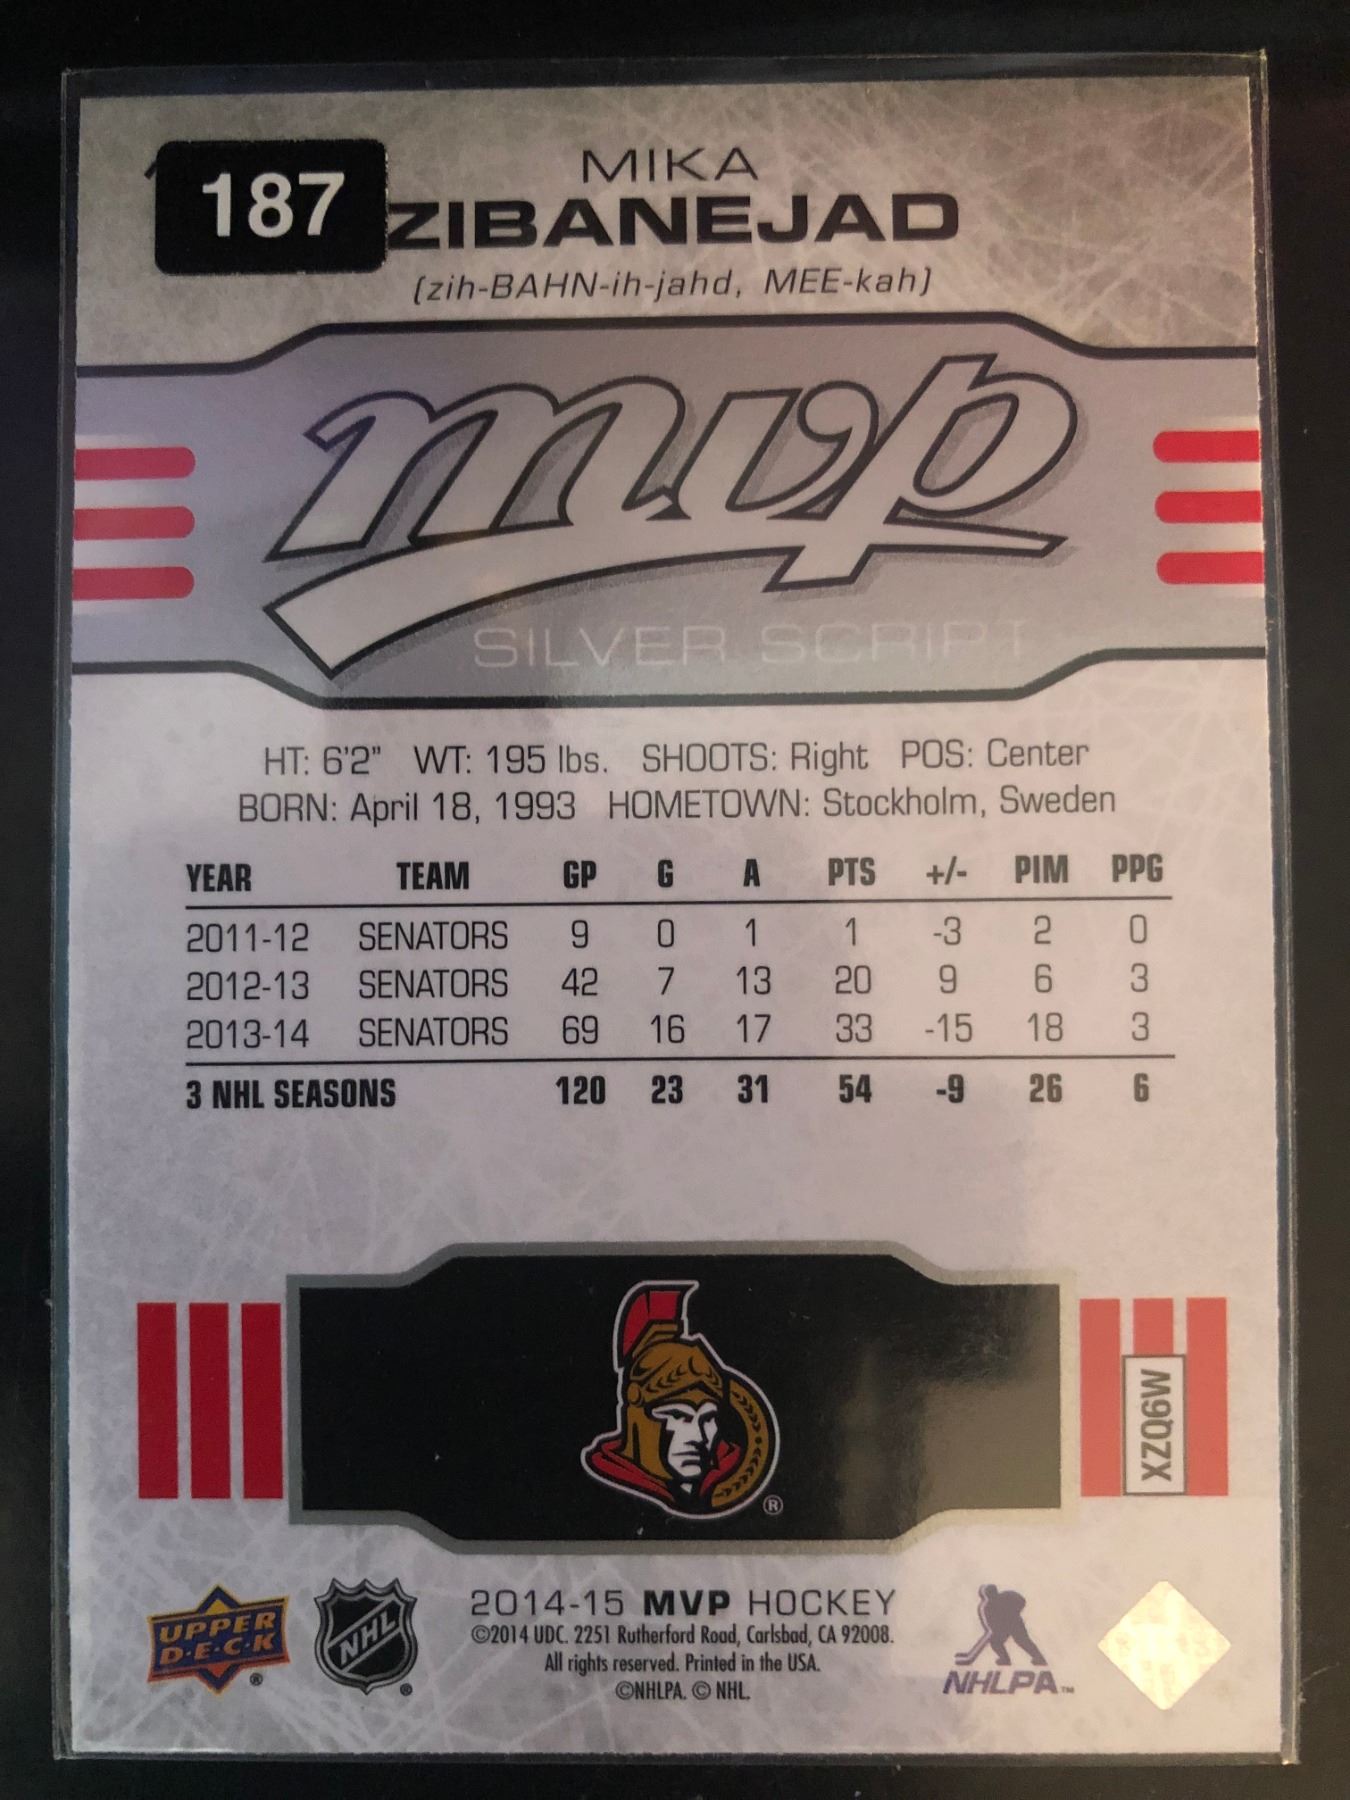 187
MIKA
ZIBANEJAD
(zih-BAHN-ih-jahd, MEE-kah)
mvp
SILVER SCRIPT
HT: 6'2" WT: 195 lbs. SHOOTS: Right POS: Center
BORN: April 18, 1993 HOMETOWN: Stockholm, Sweden
YEAR TEAM GP G A PTS +/- PIM PPG
2011-12 SENATORS 9 0 1 1 -3 2 0
2012-13 SENATORS 42 7 13 20 9 6 3
2013-14 SENATORS 69 16 17 33 -15 18 3
3 NHL SEASONS 120 23 31 54 -9 26 6
®
XZQ6W
UPPER
D·E·C·K
®
NHL
®
2014-15 MVP HOCKEY
©2014 UDC. 2251 Rutherford Road, Carlsbad, CA 92008.
All rights reserved. Printed in the USA.
©NHLPA. © NHL.
NHLPA™